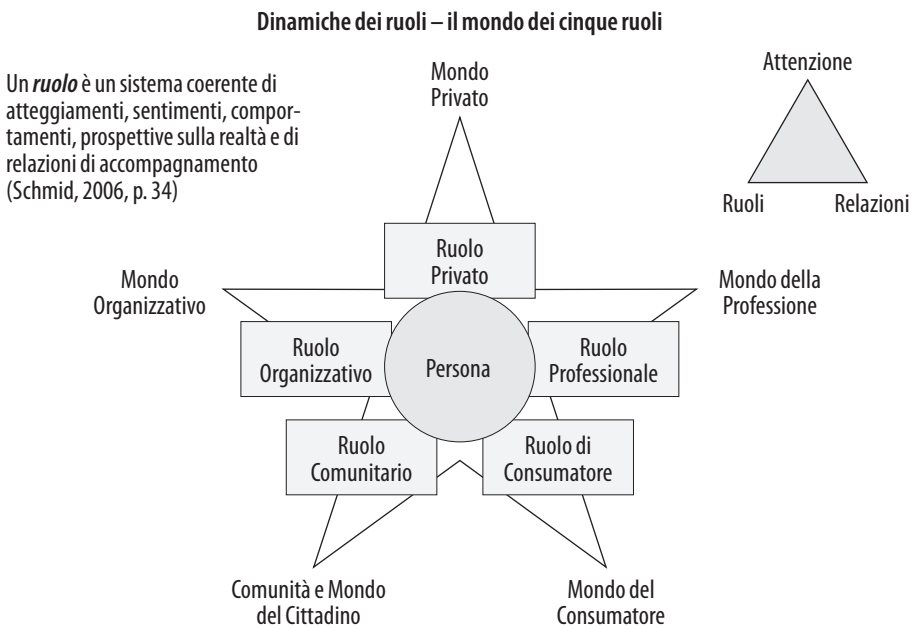 Dinamiche dei ruoli – il mondo dei cinque ruoli
Un ruolo è un sistema coerente di
atteggiamenti, sentimenti, compor-
tamenti, prospettive sulla realtà e di
relazioni di accompagnamento
(Schmid, 2006, p. 34)
Mondo
Privato
Attenzione
Ruoli
Relazioni
Ruolo
Privato
Mondo
Organizzativo
Mondo della
Professione
Ruolo
Organizzativo
Persona
Ruolo
Professionale
Ruolo
Comunitario
Ruolo di
Consumatore
Comunità e Mondo
del Cittadino
Mondo del
Consumatore